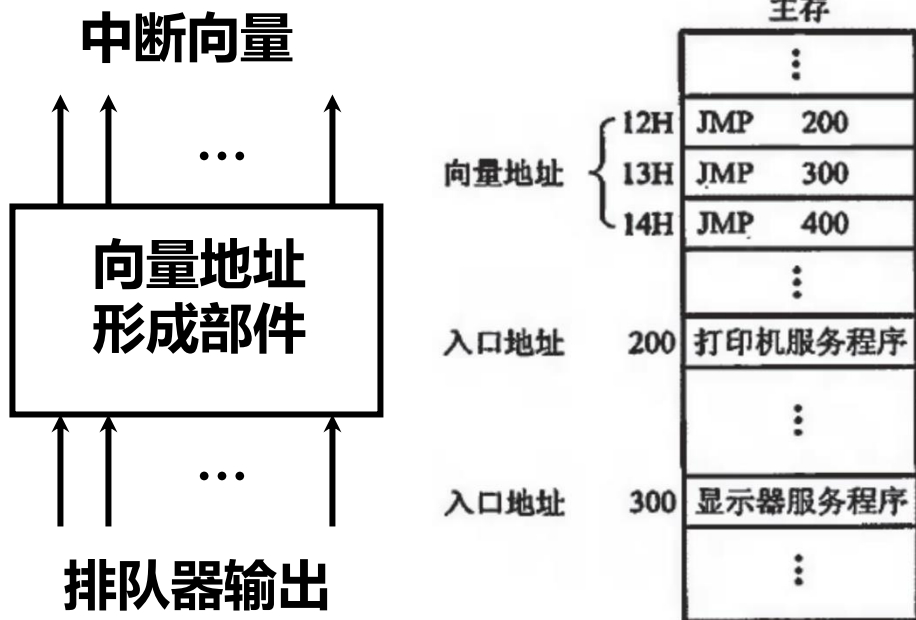 中断向量
…
向量地址
形成部件
…
排队器输出
主存
⋮
向量地址
12H JMP 200
13H JMP 300
14H JMP 400
⋮
入口地址 200 打印机服务程序
⋮
入口地址 300 显示器服务程序
⋮